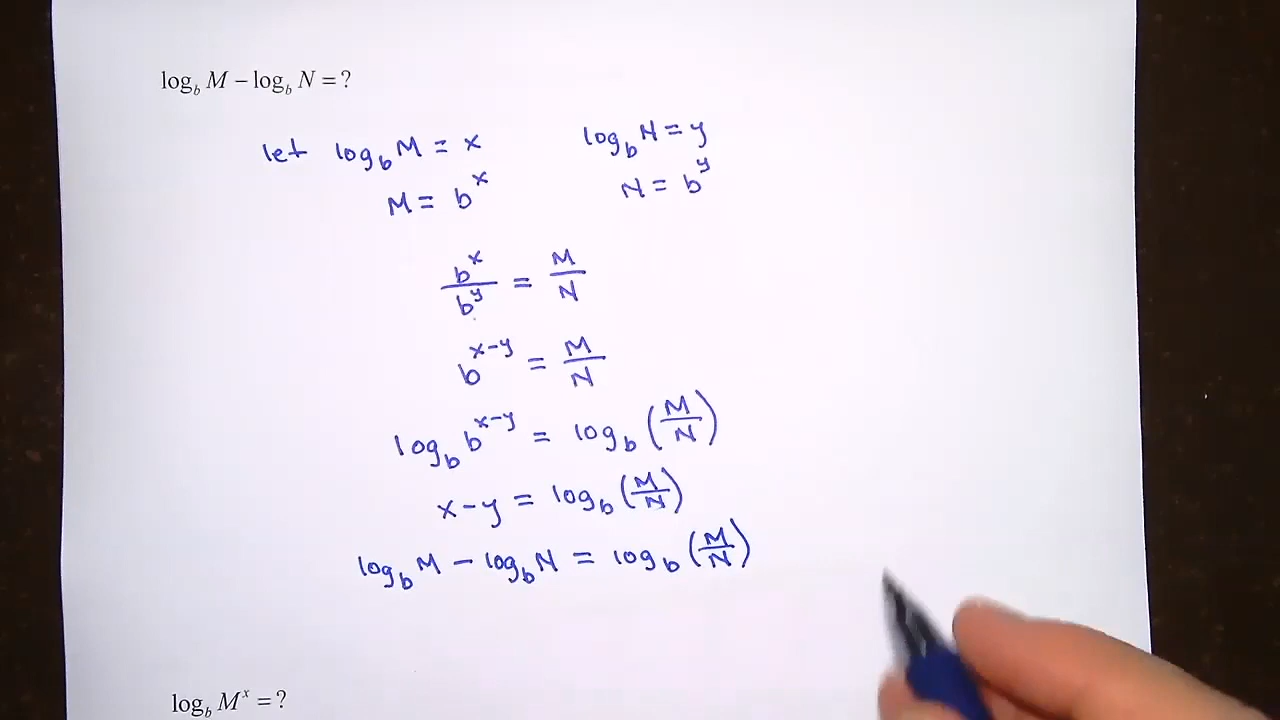 log_b M − log_b N = ?
let log_b M = x log_b N = y
M = b^x N = b^y
b^x/b^y = M/N
b^(x−y) = M/N
log_b b^(x−y) = log_b (M/N)
x−y = log_b (M/N)
log_b M − log_b N = log_b (M/N)
log_b M^x = ?